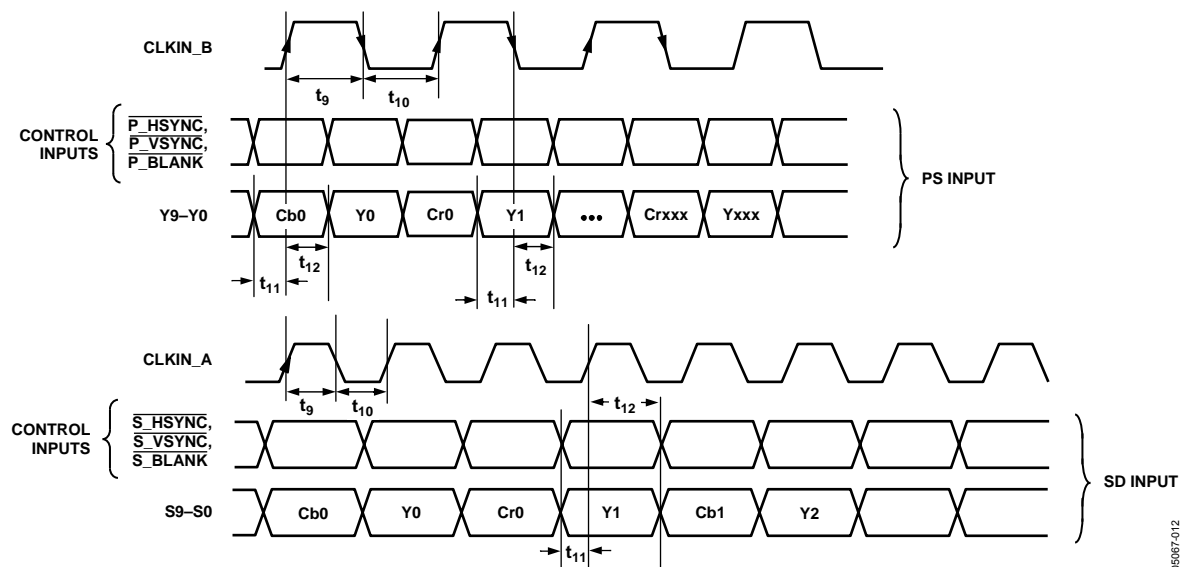 CLKIN_B
t9
t10
CONTROL
INPUTS
P_HSYNC,
P_VSYNC,
P_BLANK
PS INPUT
Y9–Y0
Cb0
Y0
Cr0
Y1
•••
Crxxx
Yxxx
t12
t12
t11
t11
CLKIN_A
t9
t10
t12
CONTROL
INPUTS
S_HSYNC,
S_VSYNC,
S_BLANK
SD INPUT
S9–S0
Cb0
Y0
Cr0
Y1
Cb1
Y2
t11
05067-012